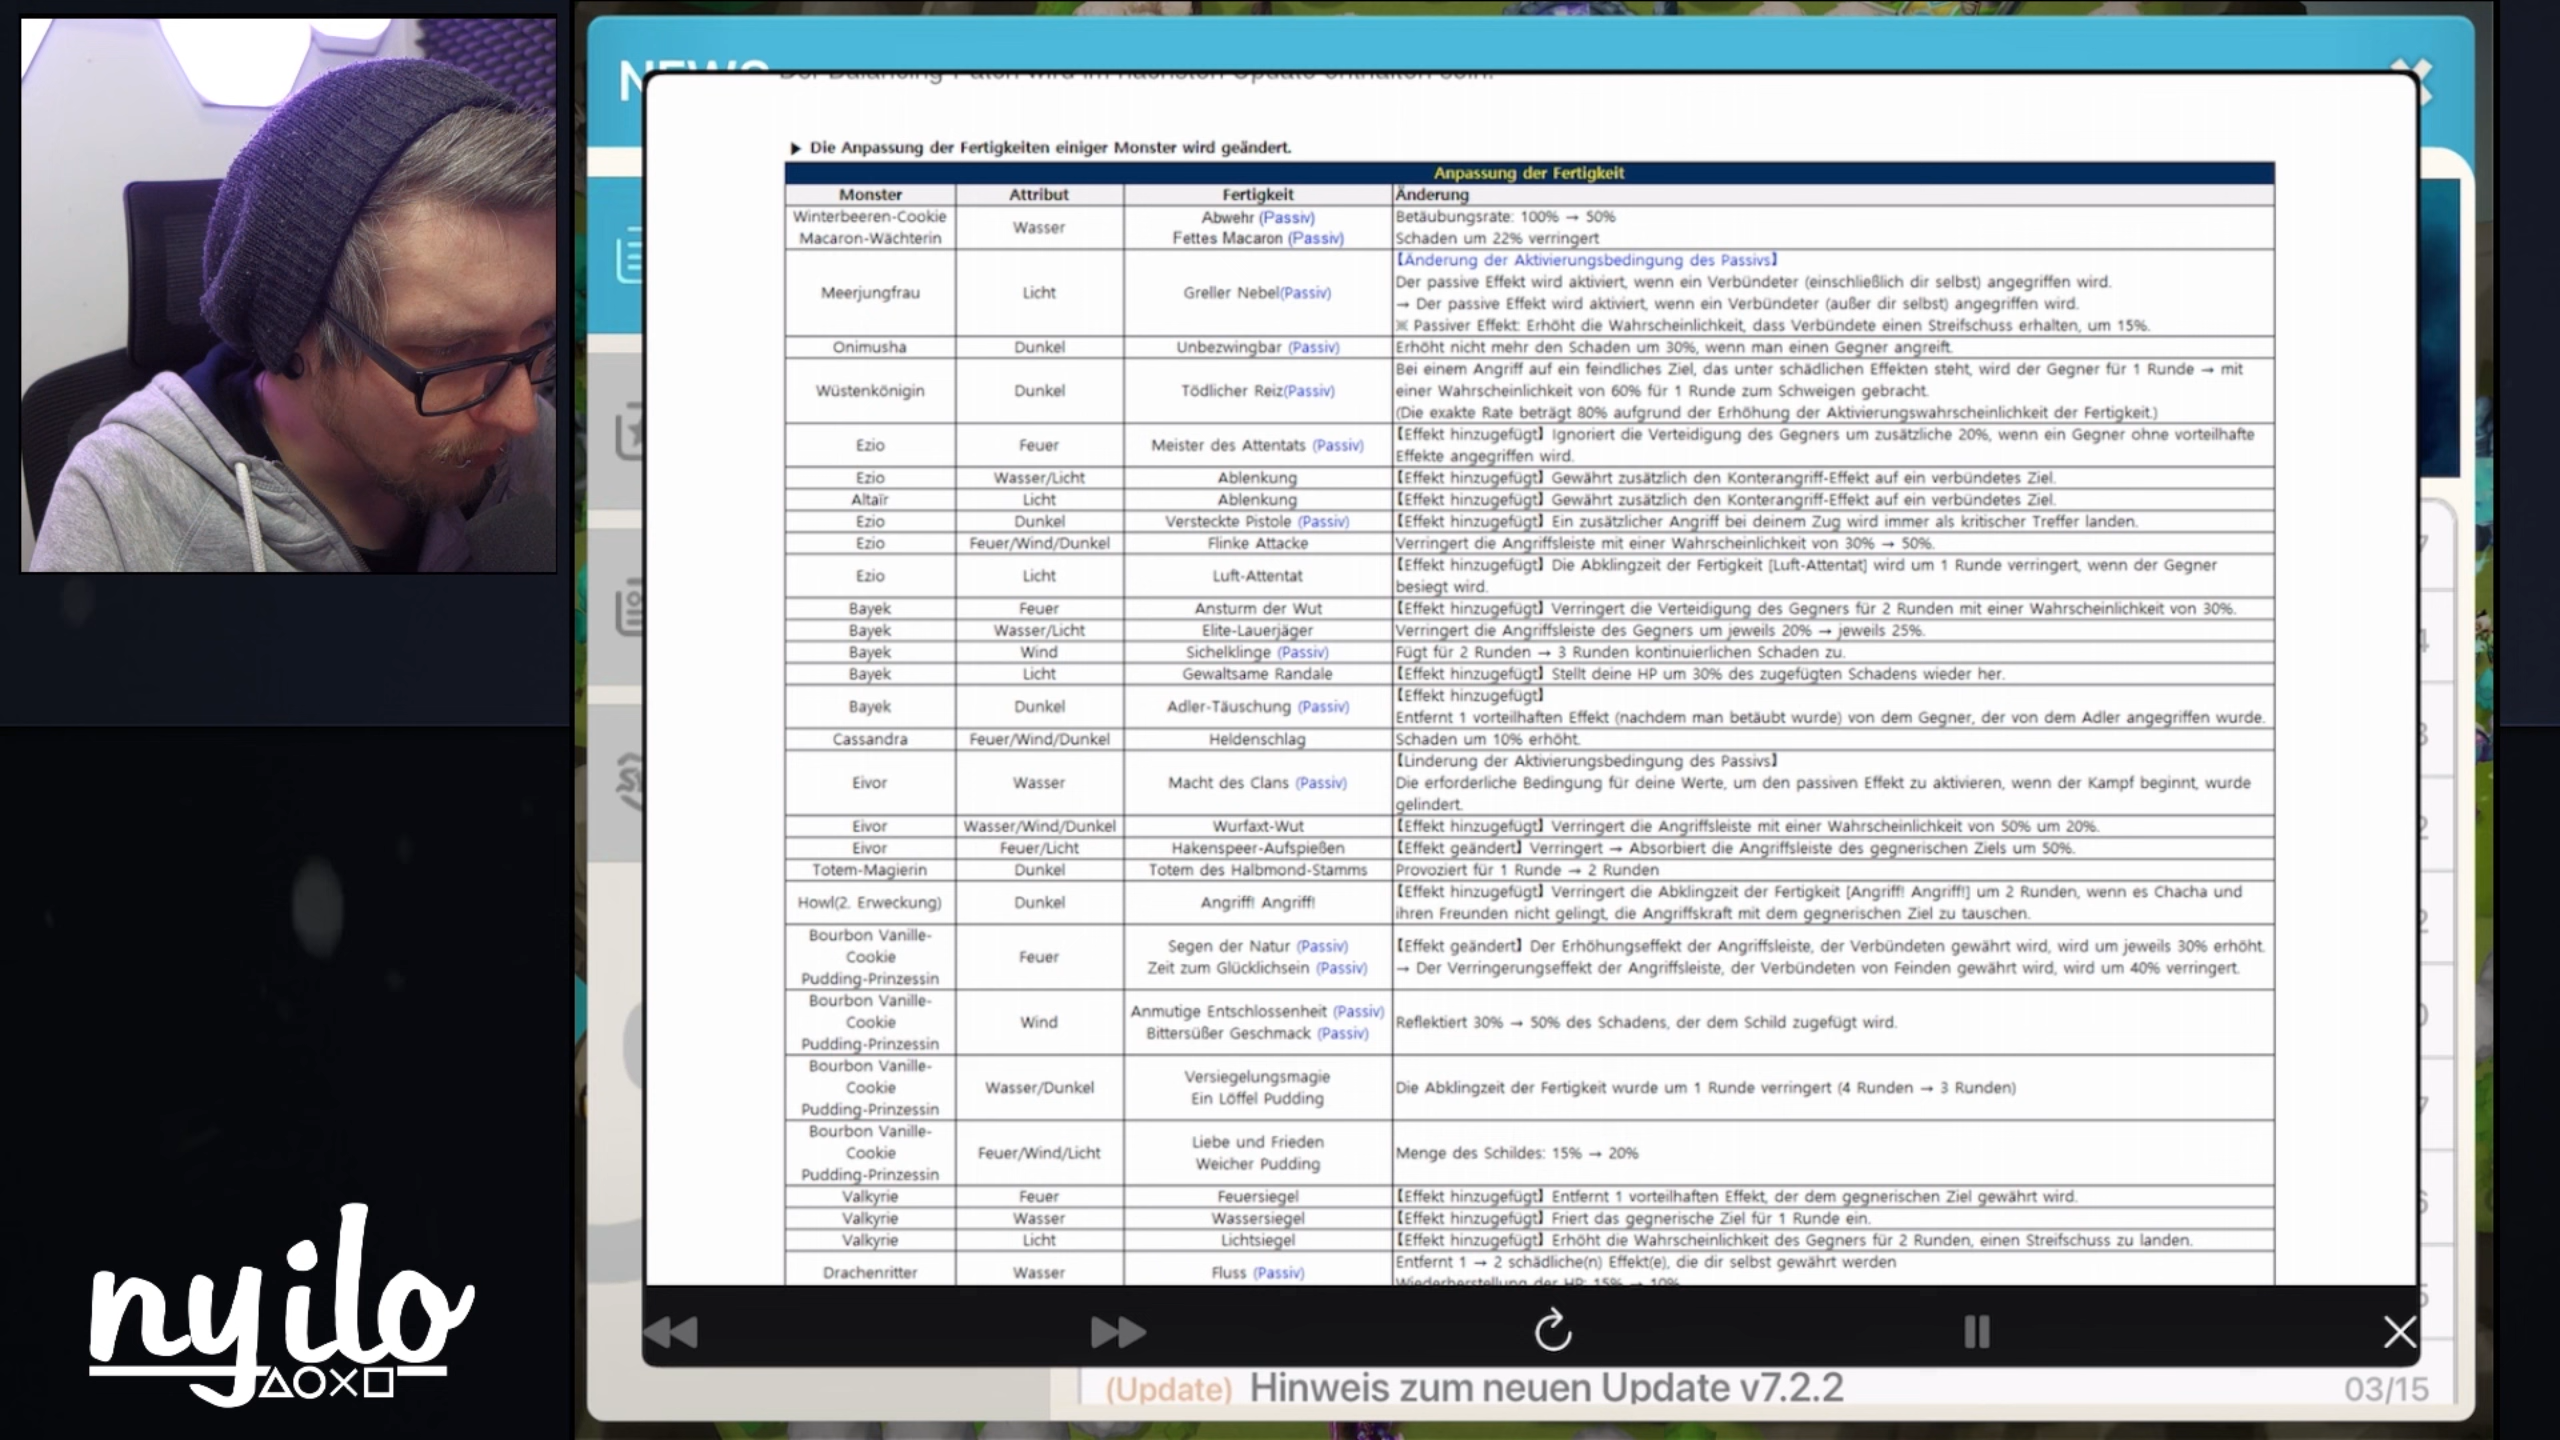 NEWS
Der Balancing-Patch wird im nächsten Update enthalten sein.
▶ Die Anpassung der Fertigkeiten einiger Monster wird geändert.
Anpassung der Fertigkeit
Monster Attribut Fertigkeit Änderung
Winterbeeren-Cookie Abwehr (Passiv) Betäubungsrate: 100% → 50%
Wasser
Macaron-Wächterin Fettes Macaron (Passiv) Schaden um 22% verringert
【Änderung der Aktivierungsbedingung des Passivs】
Der passive Effekt wird aktiviert, wenn ein Verbündeter (einschließlich dir selbst) angegriffen wird.
Meerjungfrau Licht Greller Nebel(Passiv)
→ Der passive Effekt wird aktiviert, wenn ein Verbündeter (außer dir selbst) angegriffen wird.
※ Passiver Effekt: Erhöht die Wahrscheinlichkeit, dass Verbündete einen Streifschuss erhalten, um 15%.
Onimusha Dunkel Unbezwingbar (Passiv) Erhöht nicht mehr den Schaden um 30%, wenn man einen Gegner angreift.
Bei einem Angriff auf ein feindliches Ziel, das unter schädlichen Effekten steht, wird der Gegner für 1 Runde → mit
Wüstenkönigin Dunkel Tödlicher Reiz(Passiv) einer Wahrscheinlichkeit von 60% für 1 Runde zum Schweigen gebracht.
(Die exakte Rate beträgt 80% aufgrund der Erhöhung der Aktivierungswahrscheinlichkeit der Fertigkeit.)
Ezio Feuer Meister des Attentats (Passiv) 【Effekt hinzugefügt】 Ignoriert die Verteidigung des Gegners um zusätzliche 20%, wenn ein Gegner ohne vorteilhafte
Effekte angegriffen wird.
Ezio Wasser/Licht Ablenkung 【Effekt hinzugefügt】 Gewährt zusätzlich den Konterangriff-Effekt auf ein verbündetes Ziel.
Altaïr Licht Ablenkung 【Effekt hinzugefügt】 Gewährt zusätzlich den Konterangriff-Effekt auf ein verbündetes Ziel.
Ezio Dunkel Versteckte Pistole (Passiv) 【Effekt hinzugefügt】 Ein zusätzlicher Angriff bei deinem Zug wird immer als kritischer Treffer landen.
Ezio Feuer/Wind/Dunkel Flinke Attacke Verringert die Angriffsleiste mit einer Wahrscheinlichkeit von 30% → 50%.
Ezio Licht Luft-Attentat 【Effekt hinzugefügt】 Die Abklingzeit der Fertigkeit [Luft-Attentat] wird um 1 Runde verringert, wenn der Gegner
besiegt wird.
Bayek Feuer Ansturm der Wut 【Effekt hinzugefügt】 Verringert die Verteidigung des Gegners für 2 Runden mit einer Wahrscheinlichkeit von 30%.
Bayek Wasser/Licht Elite-Lauerjäger Verringert die Angriffsleiste des Gegners um jeweils 20% → jeweils 25%.
Bayek Wind Sichelklinge (Passiv) Fügt für 2 Runden → 3 Runden kontinuierlichen Schaden zu.
Bayek Licht Gewaltsame Randale 【Effekt hinzugefügt】 Stellt deine HP um 30% des zugefügten Schadens wieder her.
Bayek Dunkel Adler-Täuschung (Passiv) 【Effekt hinzugefügt】
Entfernt 1 vorteilhaften Effekt (nachdem man betäubt wurde) von dem Gegner, der von dem Adler angegriffen wurde.
Cassandra Feuer/Wind/Dunkel Heldenschlag Schaden um 10% erhöht.
【Linderung der Aktivierungsbedingung des Passivs】
Eivor Wasser Macht des Clans (Passiv) Die erforderliche Bedingung für deine Werte, um den passiven Effekt zu aktivieren, wenn der Kampf beginnt, wurde
gelindert.
Eivor Wasser/Wind/Dunkel Wurfaxt-Wut 【Effekt hinzugefügt】 Verringert die Angriffsleiste mit einer Wahrscheinlichkeit von 50% um 20%.
Eivor Feuer/Licht Hakenspeer-Aufspießen 【Effekt geändert】 Verringert → Absorbiert die Angriffsleiste des gegnerischen Ziels um 50%.
Totem-Magierin Dunkel Totem des Halbmond-Stamms Provoziert für 1 Runde → 2 Runden
Howl(2. Erweckung) Dunkel Angriff! Angriff! 【Effekt hinzugefügt】 Verringert die Abklingzeit der Fertigkeit [Angriff! Angriff!] um 2 Runden, wenn es Chacha und
ihren Freunden nicht gelingt, die Angriffskraft mit dem gegnerischen Ziel zu tauschen.
Bourbon Vanille-
Cookie
Pudding-Prinzessin
Feuer
Segen der Natur (Passiv)
Zeit zum Glücklichsein (Passiv)
【Effekt geändert】 Der Erhöhungseffekt der Angriffsleiste, der Verbündeten gewährt wird, wird um jeweils 30% erhöht.
→ Der Verringerungseffekt der Angriffsleiste, der Verbündeten von Feinden gewährt wird, wird um 40% verringert.
Bourbon Vanille-
Cookie
Pudding-Prinzessin
Wind
Anmutige Entschlossenheit (Passiv)
Bittersüßer Geschmack (Passiv)
Reflektiert 30% → 50% des Schadens, der dem Schild zugefügt wird.
Bourbon Vanille-
Cookie
Pudding-Prinzessin
Wasser/Dunkel
Versiegelungsmagie
Ein Löffel Pudding
Die Abklingzeit der Fertigkeit wurde um 1 Runde verringert (4 Runden → 3 Runden)
Bourbon Vanille-
Cookie
Pudding-Prinzessin
Feuer/Wind/Licht
Liebe und Frieden
Weicher Pudding
Menge des Schildes: 15% → 20%
Valkyrie Feuer Feuersiegel 【Effekt hinzugefügt】 Entfernt 1 vorteilhaften Effekt, der dem gegnerischen Ziel gewährt wird.
Valkyrie Wasser Wassersiegel 【Effekt hinzugefügt】 Friert das gegnerische Ziel für 1 Runde ein.
Valkyrie Licht Lichtsiegel 【Effekt hinzugefügt】 Erhöht die Wahrscheinlichkeit des Gegners für 2 Runden, einen Streifschuss zu landen.
Drachenritter Wasser Fluss (Passiv) Entfernt 1 → 2 schädliche(n) Effekt(e), die dir selbst gewährt werden
Wiederherstellung der HP: 15% → 10%
(Update) Hinweis zum neuen Update v7.2.2 03/15
nyilo